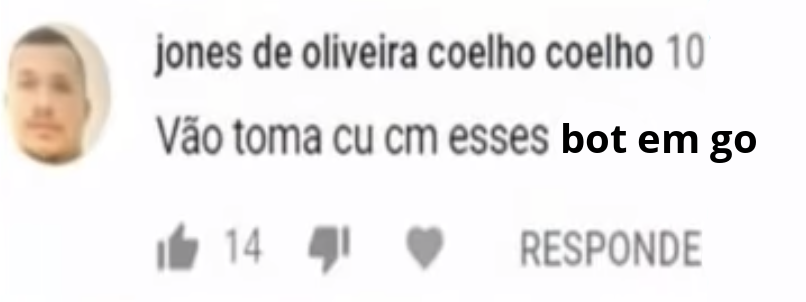 jones de oliveira coelho coelho 10
Vão toma cu cm esses bot em go
14 RESPONDE